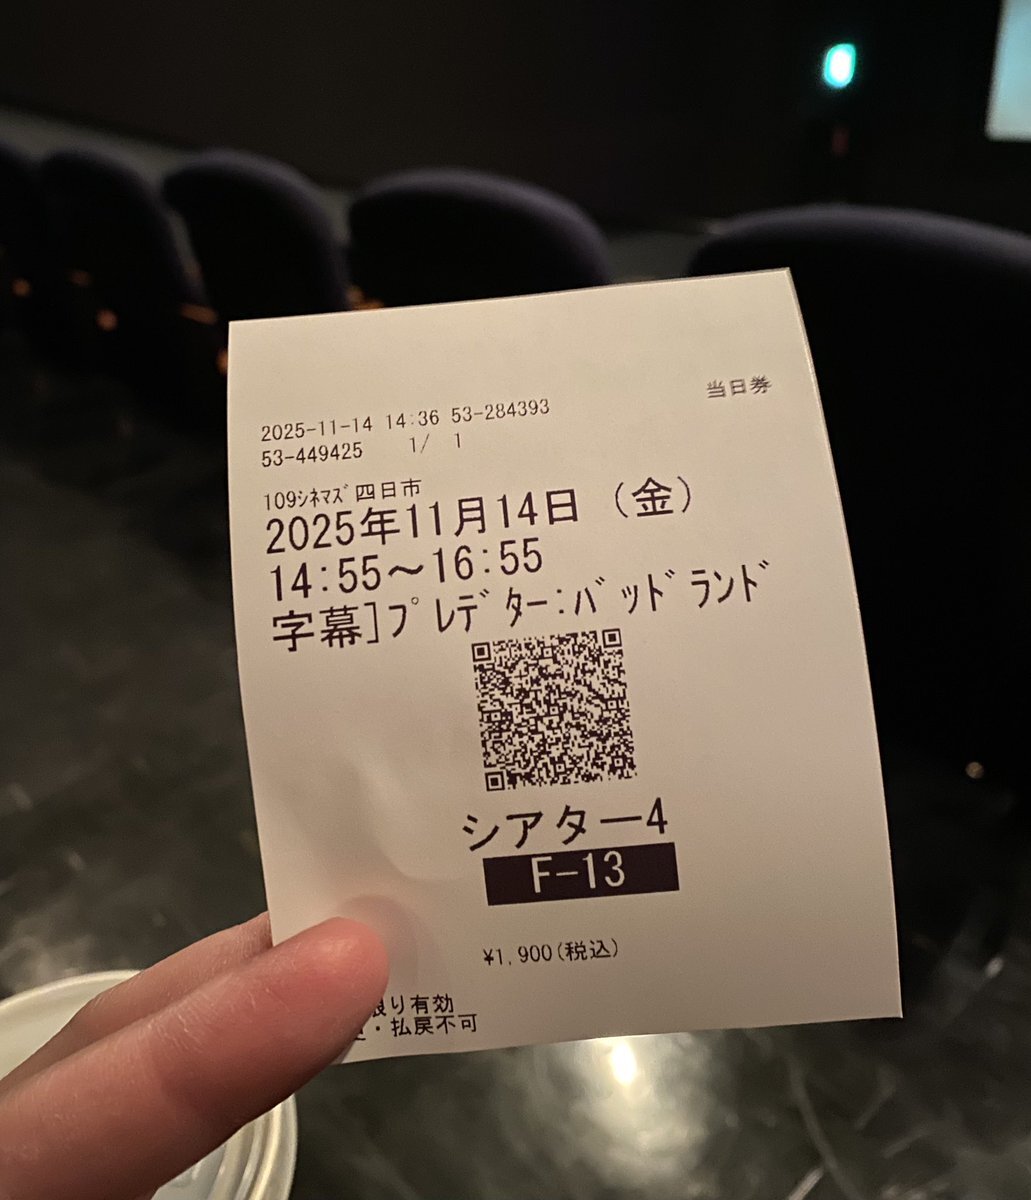 当日券
2025-11-14 14:36 53-284393
53-449425 1/ 1
109ｼﾈﾏｽﾞ四日市
2025年11月14日（金）
14:55～16:55
字幕]ﾌﾟﾚﾃﾞﾀｰ:ﾊﾞｯﾄﾞﾗﾝﾄﾞ
シアター4
F-13
¥1,900(税込)
限り有効
・払戻不可